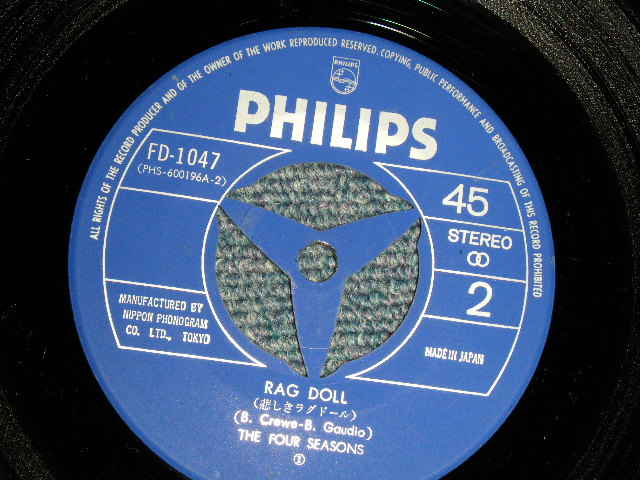 ALL RIGHTS OF THE RECORD PRODUCER AND OF THE OWNER OF THE WORK REPRODUCED RESERVED. COPYING, PUBLIC PERFORMANCE AND BROADCASTING OF THIS RECORD PROHIBITED
PHILIPS
PHILIPS
FD-1047
(PHS-600196A-2)
45
STEREO
2
MANUFACTURED BY
NIPPON PHONOGRAM
CO. LTD., TOKYO
MADE IN JAPAN
RAG DOLL
(悲しきラグドール)
(B. Crewe-B. Gaudio)
THE FOUR SEASONS
①